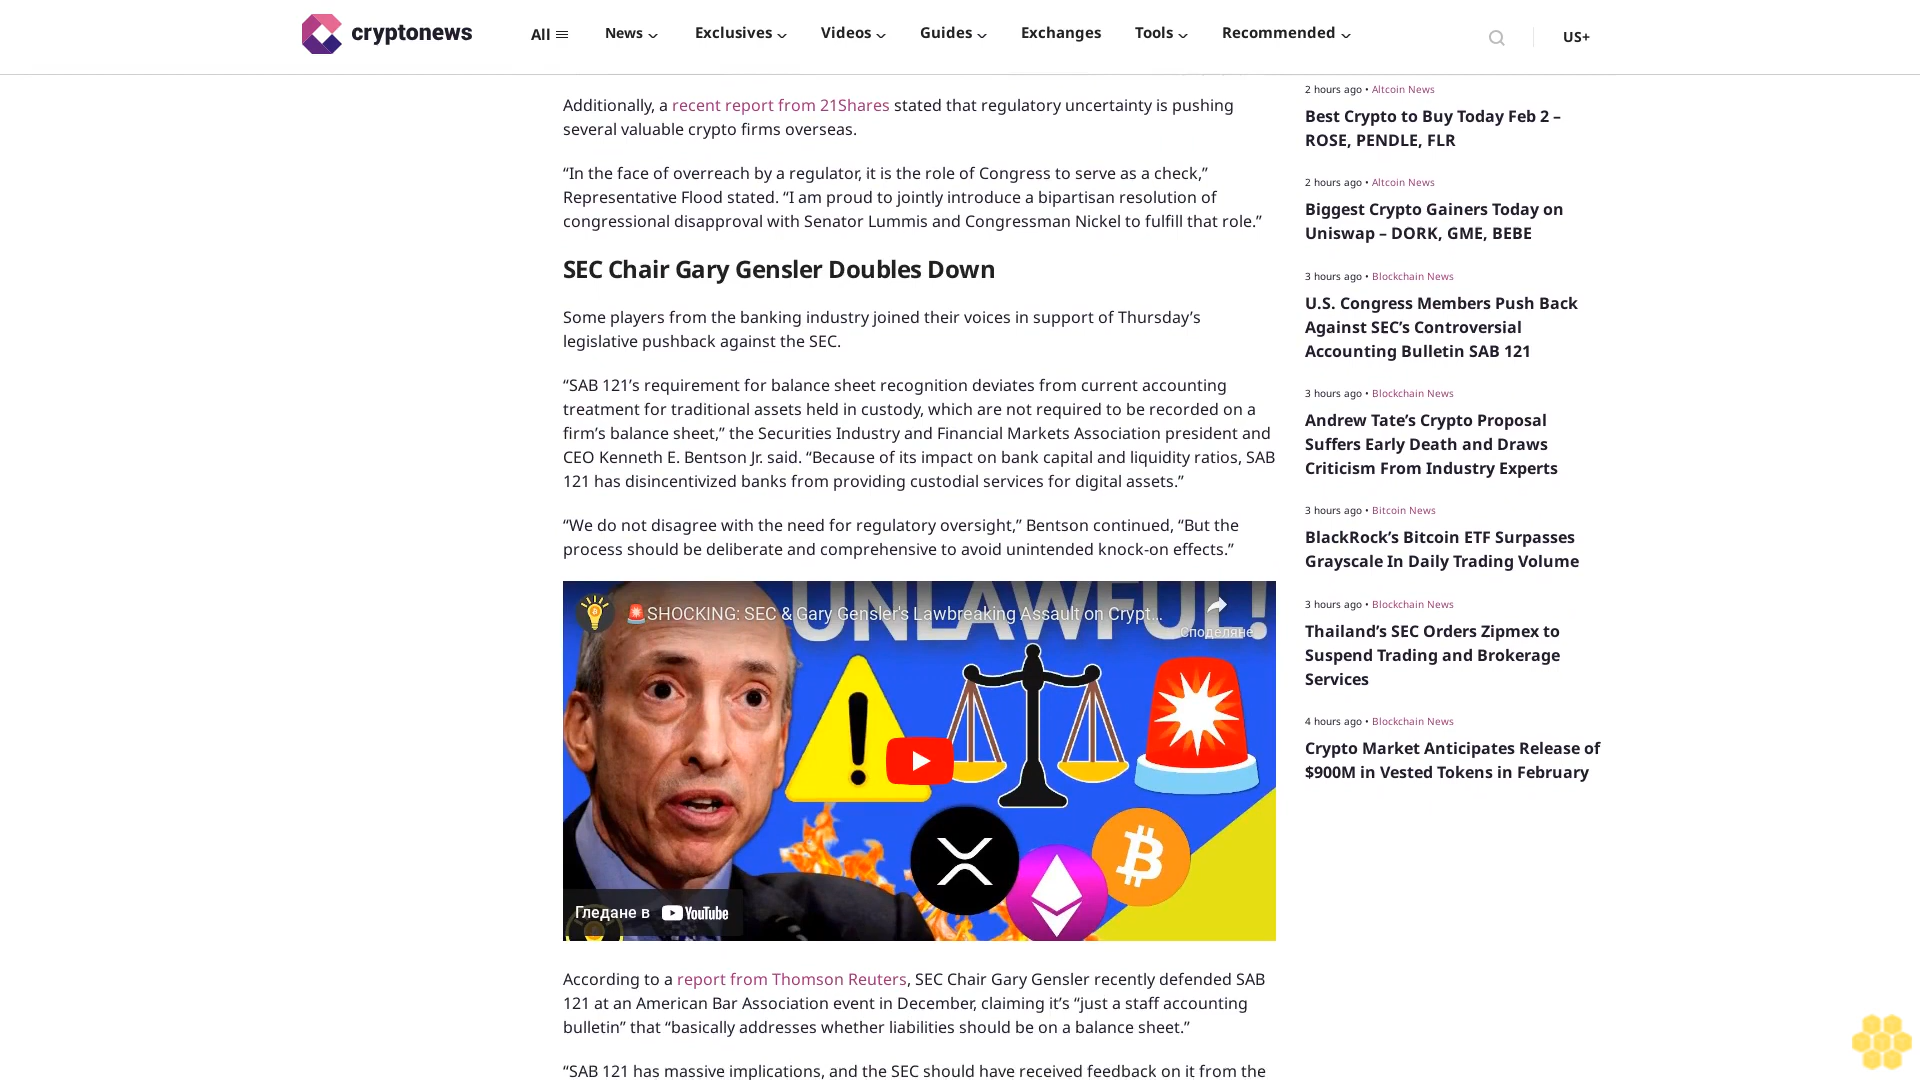 cryptonews
All
News
Exclusives
Videos
Guides
Exchanges
Tools
Recommended
US+
Additionally, a recent report from 21Shares stated that regulatory uncertainty is pushing
several valuable crypto firms overseas.
“In the face of overreach by a regulator, it is the role of Congress to serve as a check,”
Representative Flood stated. “I am proud to jointly introduce a bipartisan resolution of
congressional disapproval with Senator Lummis and Congressman Nickel to fulfill that role.”
SEC Chair Gary Gensler Doubles Down
Some players from the banking industry joined their voices in support of Thursday’s
legislative pushback against the SEC.
“SAB 121’s requirement for balance sheet recognition deviates from current accounting
treatment for traditional assets held in custody, which are not required to be recorded on a
firm’s balance sheet,” the Securities Industry and Financial Markets Association president and
CEO Kenneth E. Bentson Jr. said. “Because of its impact on bank capital and liquidity ratios, SAB
121 has disincentivized banks from providing custodial services for digital assets.”
“We do not disagree with the need for regulatory oversight,” Bentson continued, “But the
process should be deliberate and comprehensive to avoid unintended knock-on effects.”
UNLAWFUL!
🚨SHOCKING: SEC & Gary Gensler's Lawbreaking Assault on Crypt...
Споделяне
Гледане в YouTube
According to a report from Thomson Reuters, SEC Chair Gary Gensler recently defended SAB
121 at an American Bar Association event in December, claiming it’s “just a staff accounting
bulletin” that “basically addresses whether liabilities should be on a balance sheet.”
“SAB 121 has massive implications, and the SEC should have received feedback on it from the
2 hours ago • Altcoin News
Best Crypto to Buy Today Feb 2 –
ROSE, PENDLE, FLR
2 hours ago • Altcoin News
Biggest Crypto Gainers Today on
Uniswap – DORK, GME, BEBE
3 hours ago • Blockchain News
U.S. Congress Members Push Back
Against SEC’s Controversial
Accounting Bulletin SAB 121
3 hours ago • Blockchain News
Andrew Tate’s Crypto Proposal
Suffers Early Death and Draws
Criticism From Industry Experts
3 hours ago • Bitcoin News
BlackRock’s Bitcoin ETF Surpasses
Grayscale In Daily Trading Volume
3 hours ago • Blockchain News
Thailand’s SEC Orders Zipmex to
Suspend Trading and Brokerage
Services
4 hours ago • Blockchain News
Crypto Market Anticipates Release of
$900M in Vested Tokens in February